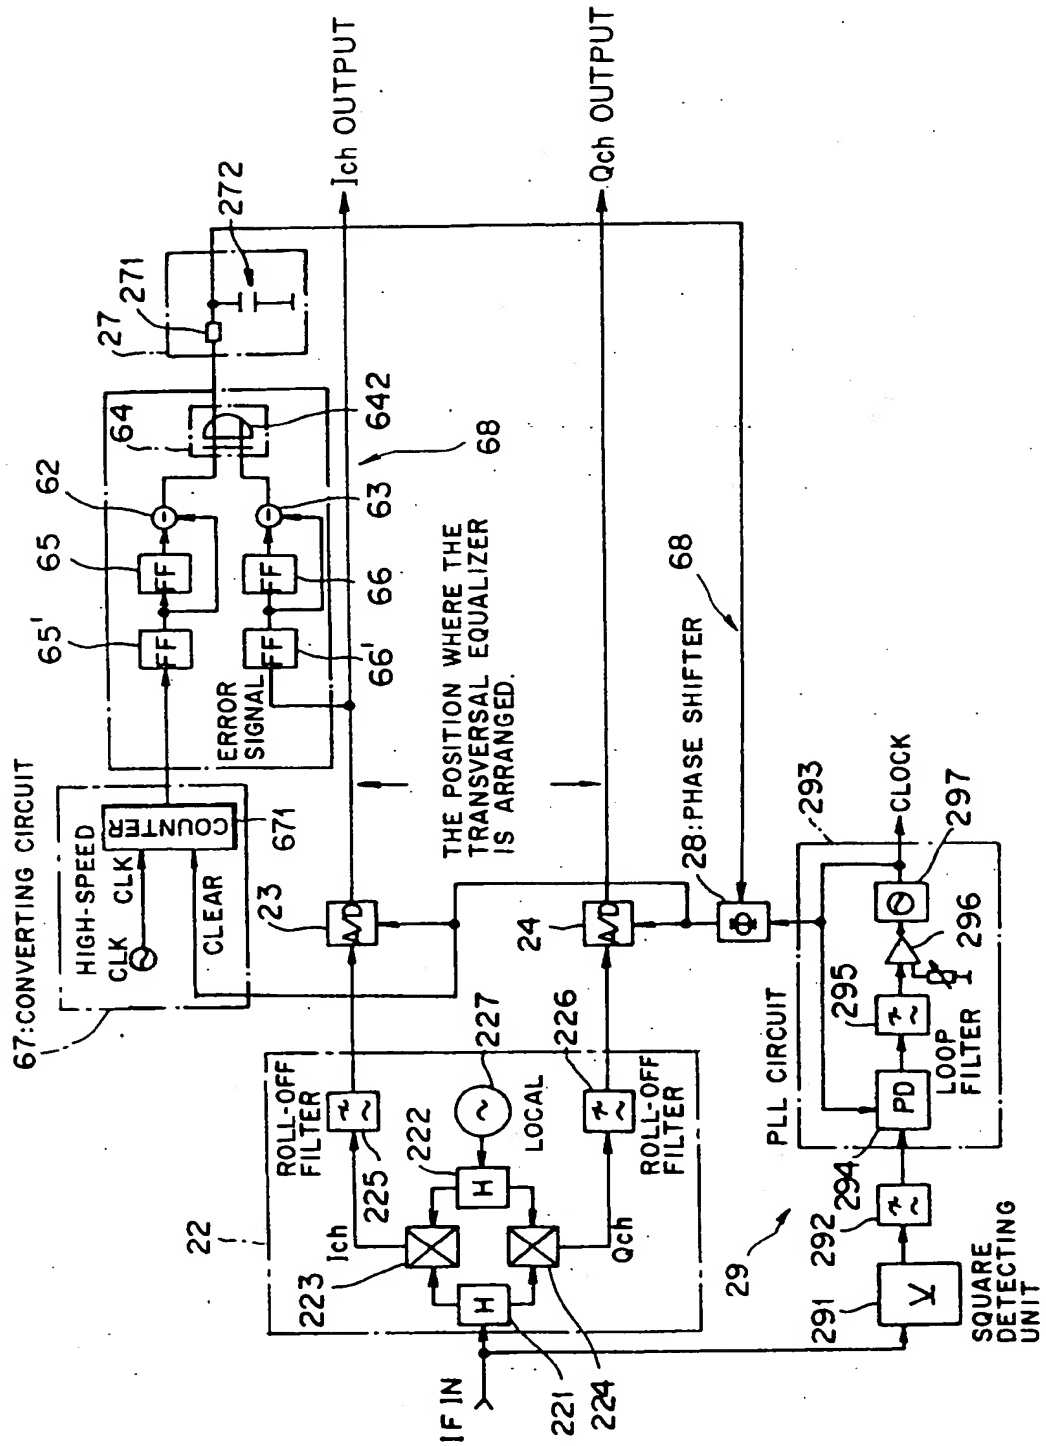 67:CONVERTING CIRCUIT
HIGH-SPEED
CLK
CLK
COUNTER
CLEAR
671
65'
65
62
64
27
271
272
FF
FF
FF
FF
ERROR
SIGNAL
66'
66
63
642
68
Ich OUTPUT
THE POSITION WHERE THE
TRANSVERSAL EQUALIZER
IS ARRANGED.
Qch OUTPUT
23
A/D
24
A/D
68
28:PHASE SHIFTER
Φ
22
ROLL-OFF
FILTER
225
Ich
223
H
222
227
LOCAL
226
ROLL-OFF
FILTER
Qch
H
221
224
IF IN
29
291
V
SQUARE
DETECTING
UNIT
292
PLL CIRCUIT
293
294
PD
295
LOOP
FILTER
296
297
CLOCK